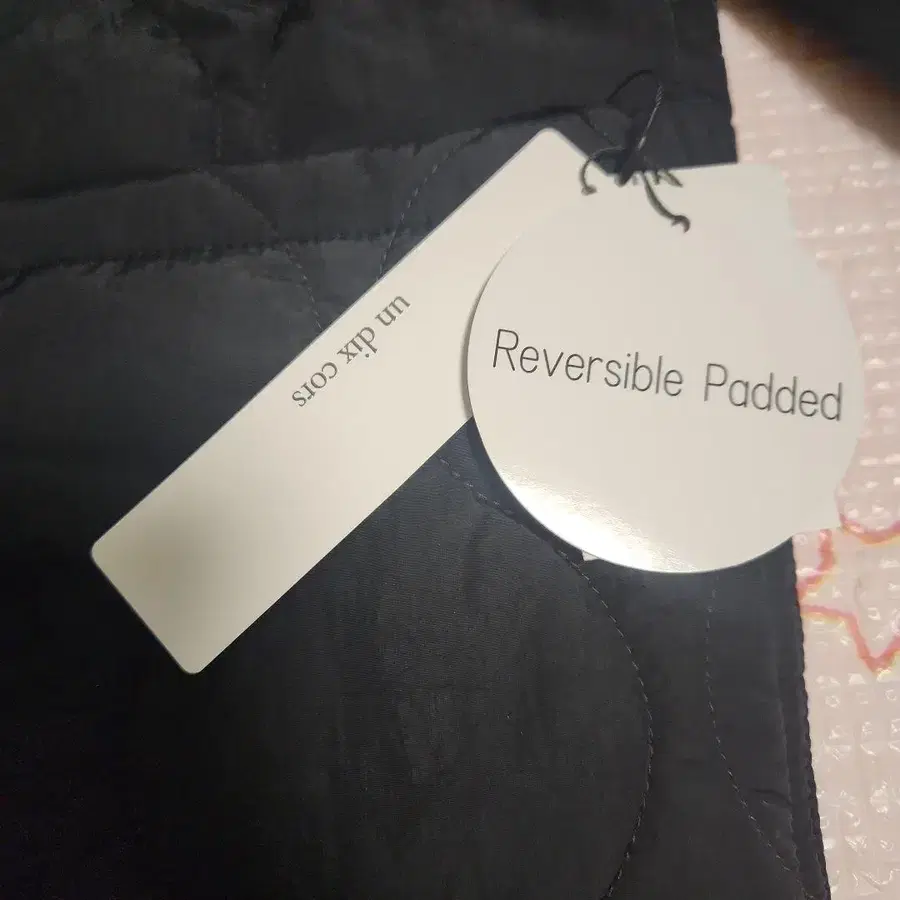 un dix cors
Reversible Padded